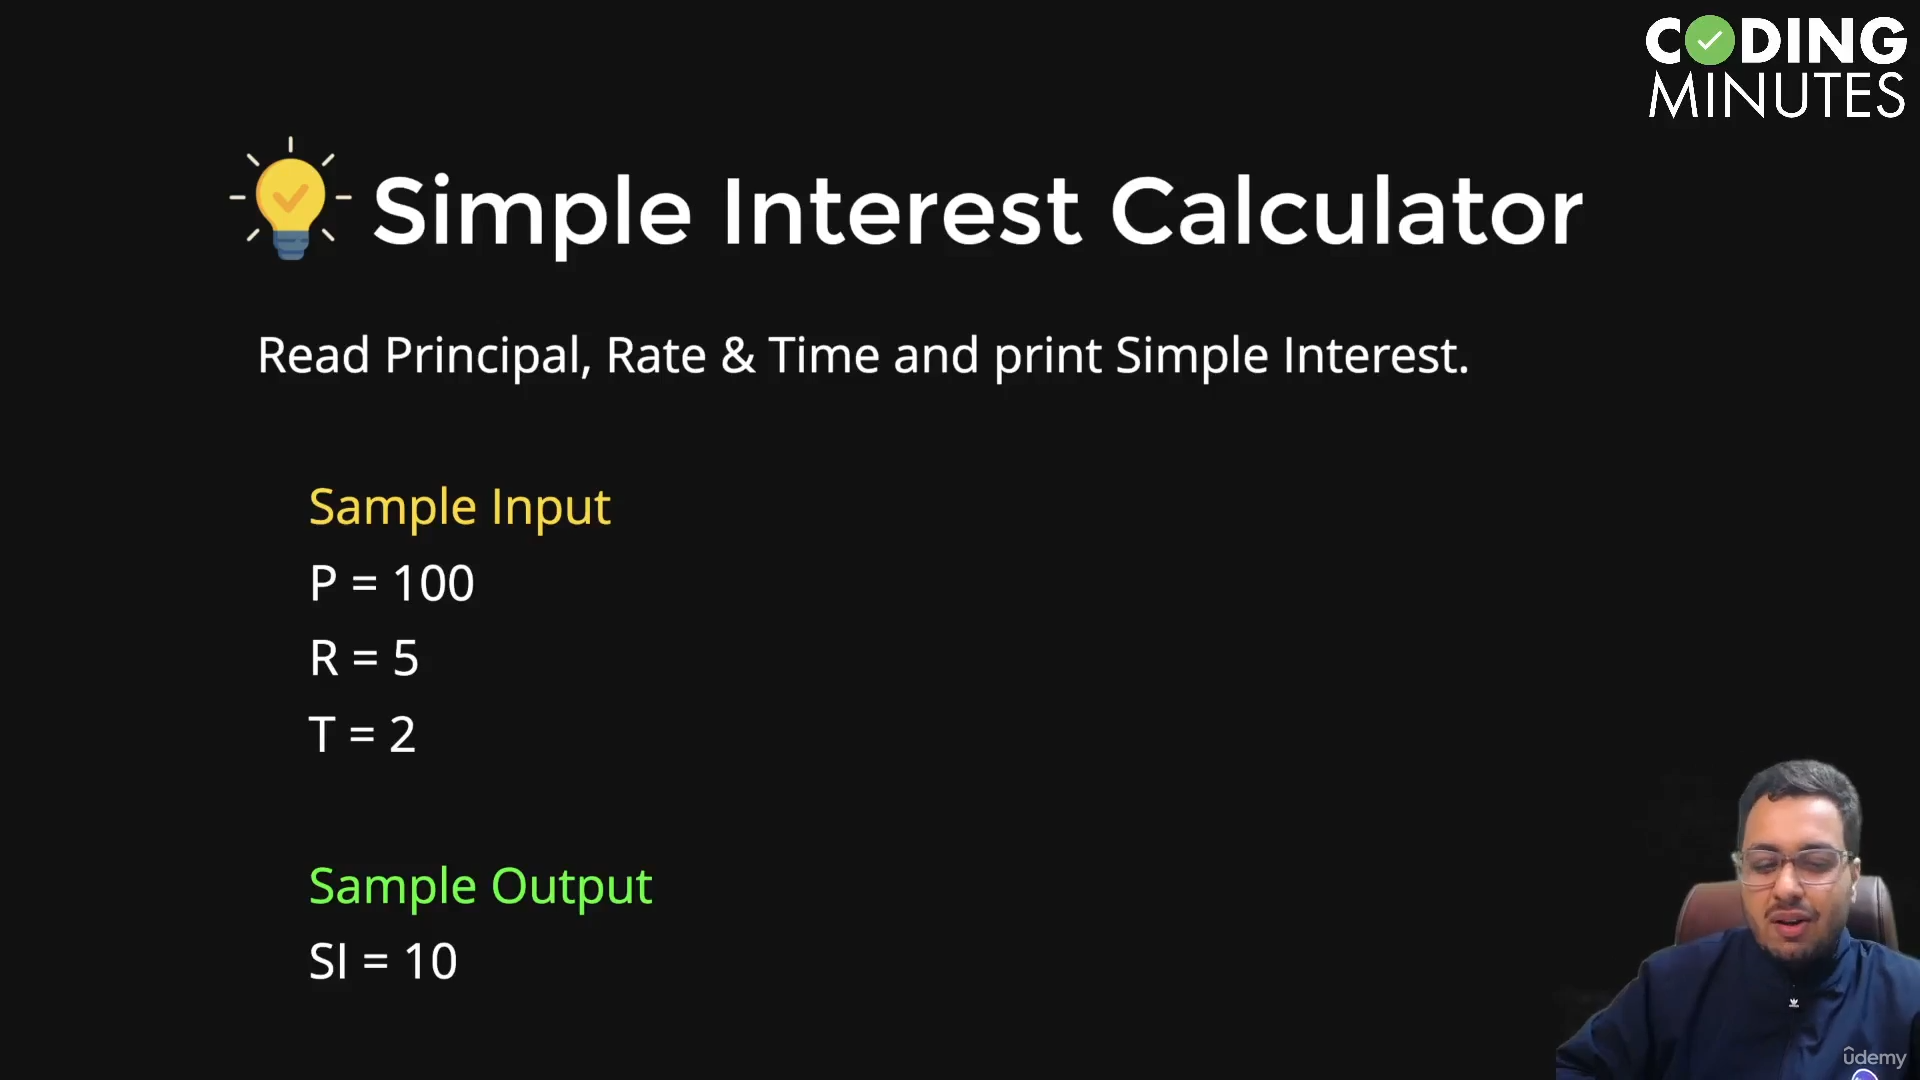 CODING
MINUTES
Simple Interest Calculator
Read Principal, Rate & Time and print Simple Interest.
Sample Input
P = 100
R = 5
T = 2
Sample Output
SI = 10
ûdemy